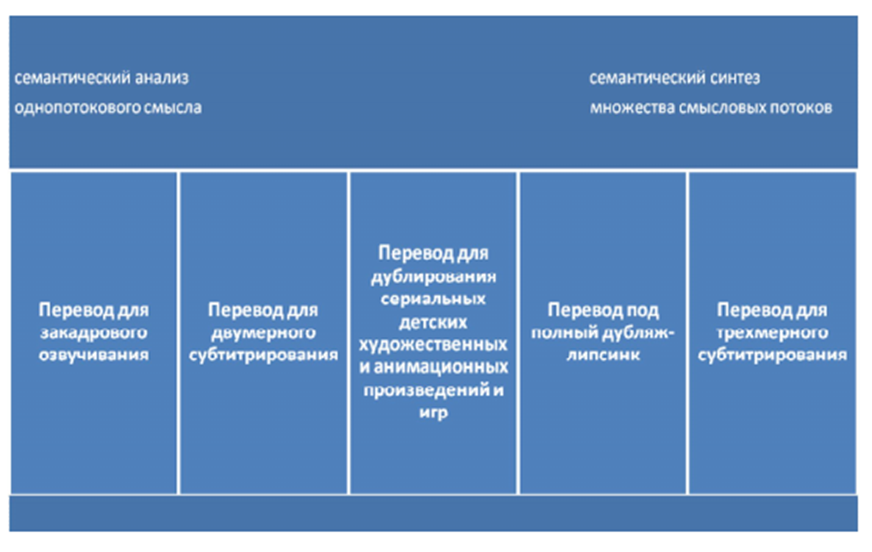 семантический анализ
однопотокового смысла
семантический синтез
множества смысловых потоков
Перевод для
закадрового
озвучивания
Перевод для
двумерного
субтитрирования
Перевод для
дублирования
сериальных
детских
художественных
и анимационных
произведений и
игр
Перевод под
полный дубляж-
липсинк
Перевод для
трехмерного
субтитрирования